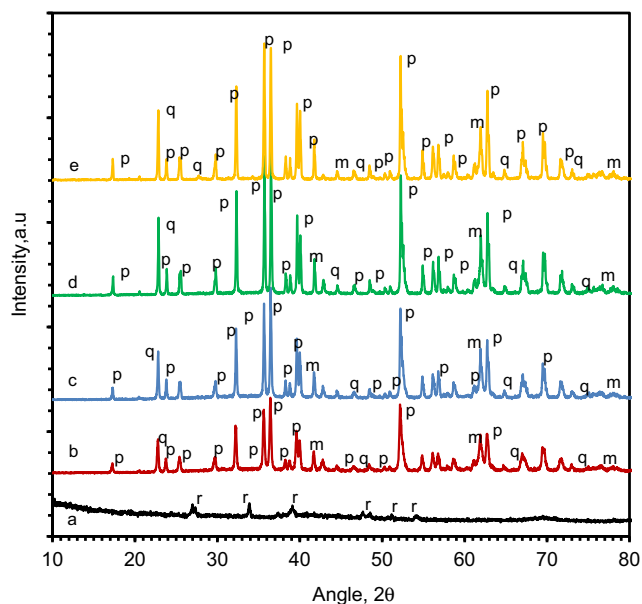 Intensity,a.u
p p
p
p p p
q
m p p p p p
e p p p q p m q p p p q p q m
p p p
q
m p p p p
d p p p p p m q p p p q q m
p p p
q p p m p
c p p p m q p p p p q p q m
p p
p
q m p
b p p p p p p m p q p q q m
a r r r r r
10 20 30 40 50 60 70 80
Angle, 2θ